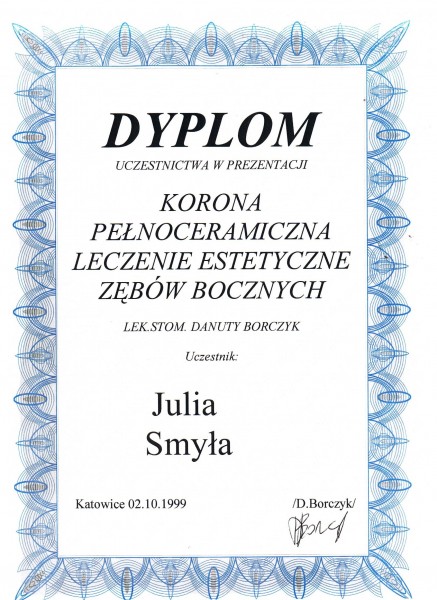 DYPLOM
UCZESTNICTWA W PREZENTACJI
KORONA
PEŁNOCERAMICZNA
LECZENIE ESTETYCZNE
ZĘBÓW BOCZNYCH
LEK.STOM. DANUTY BORCZYK
Uczestnik:
Julia
Smyła
Katowice 02.10.1999 /D.Borczyk/